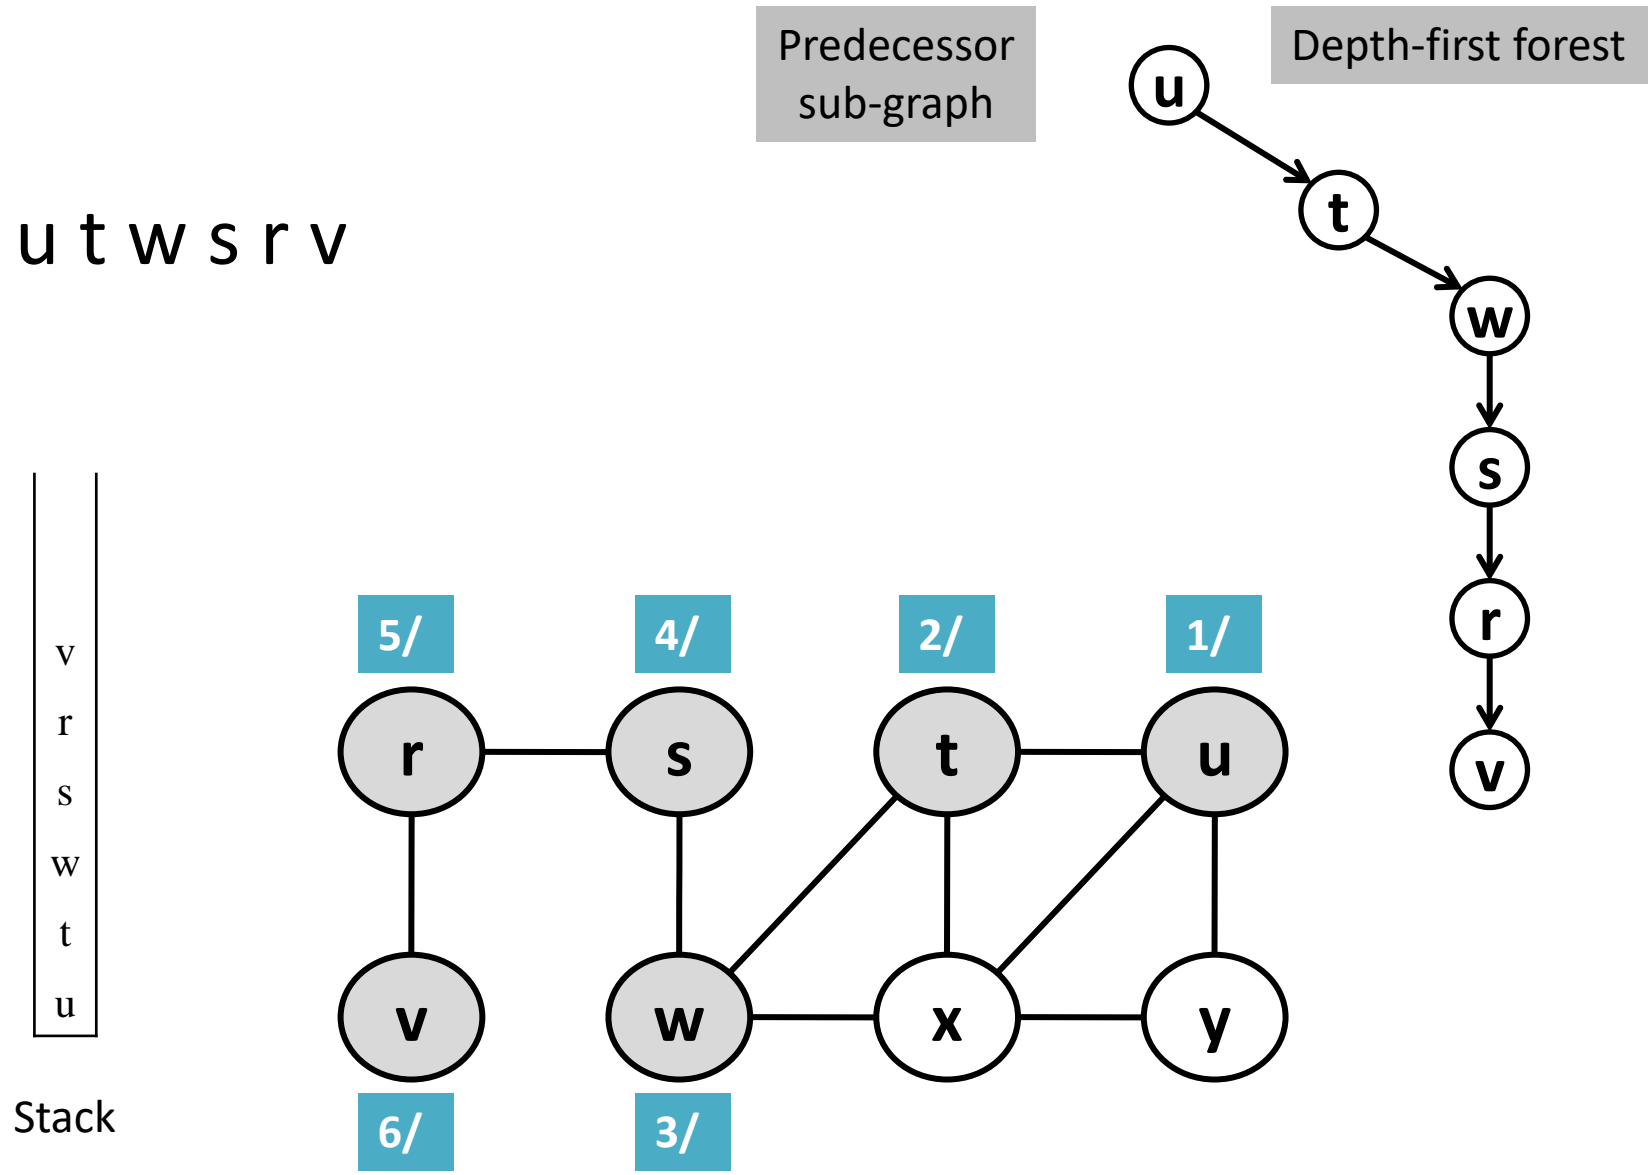 Predecessor
sub-graph
Depth-first forest
u
t
w
s
r
v
u t w s r v
v
r
s
w
t
u
Stack
5/ 4/ 2/ 1/
r s t u
v w x y
6/ 3/